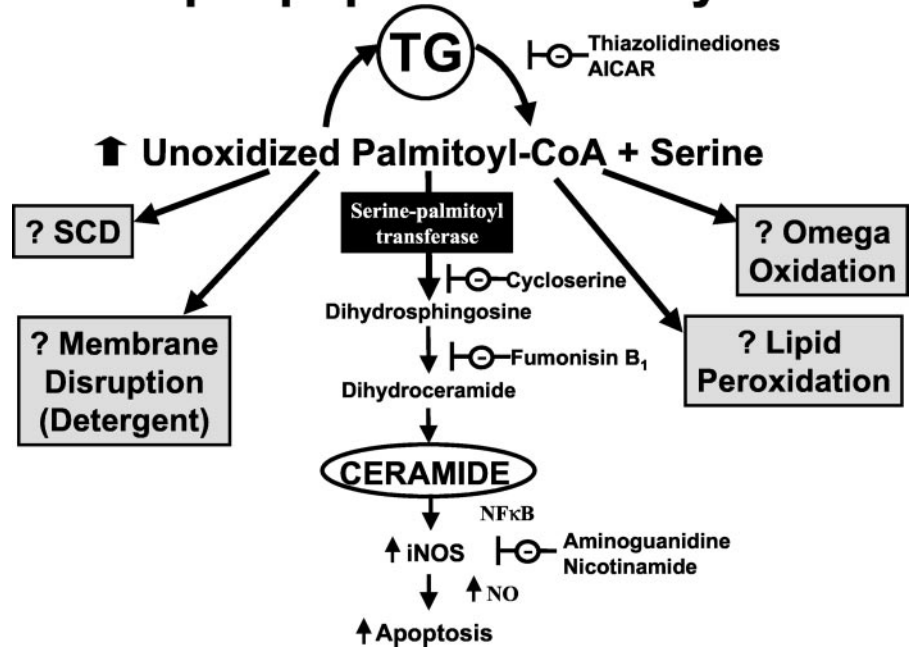 TG
Thiazolidinediones
AICAR
Unoxidized Palmitoyl-CoA + Serine
? SCD
Serine-palmitoyl
transferase
? Omega
Oxidation
Cycloserine
Dihydrosphingosine
? Membrane
Disruption
(Detergent)
? Lipid
Peroxidation
Fumonisin B₁
Dihydroceramide
CERAMIDE
NFκB
iNOS
Aminoguanidine
Nicotinamide
NO
Apoptosis